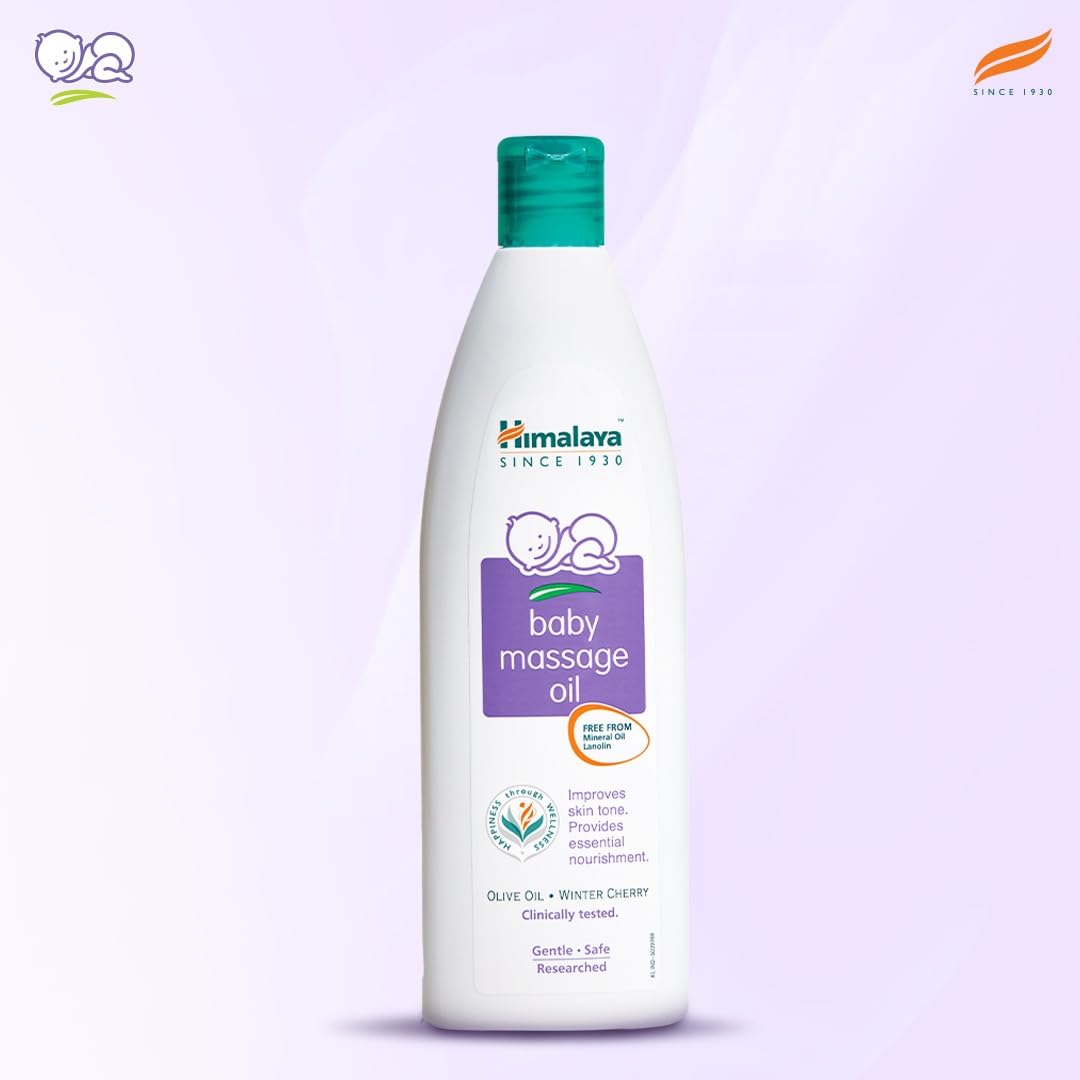 SINCE 1930
Himalaya™
SINCE 1930
baby
massage
oil
FREE FROM
Mineral Oil
Lanolin
HAPPINESS through WELLNESS
Improves
skin tone.
Provides
essential
nourishment.
OLIVE OIL • WINTER CHERRY
Clinically tested.
Gentle • Safe
Researched